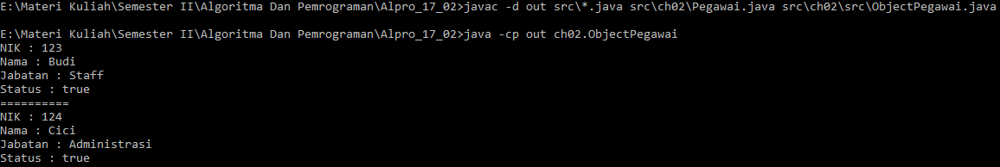 E:\Materi Kuliah\Semester II\Algoritma Dan Pemrograman\Alpro_17_02>javac -d out src\*.java src\ch02\Pegawai.java src\ch02\src\ObjectPegawai.java
E:\Materi Kuliah\Semester II\Algoritma Dan Pemrograman\Alpro_17_02>java -cp out ch02.ObjectPegawai
NIK : 123
Nama : Budi
Jabatan : Staff
Status : true
==========
NIK : 124
Nama : Cici
Jabatan : Administrasi
Status : true